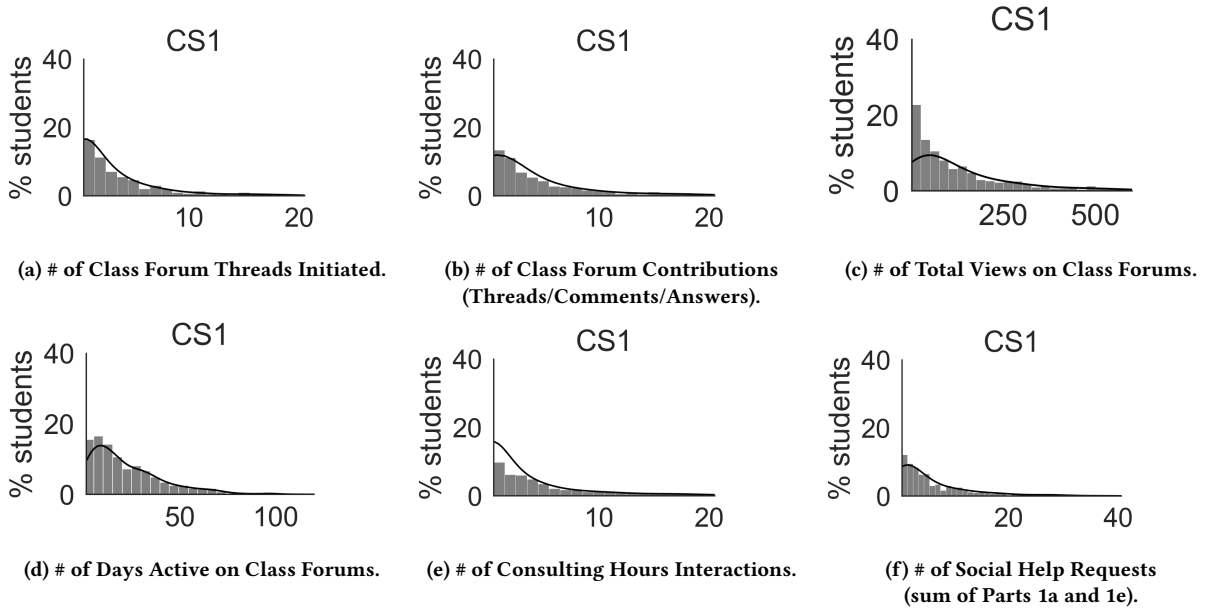 CS1
% students
40
20
0
10
20
(a) # of Class Forum Threads Initiated.
CS1
% students
40
20
0
10
20
(b) # of Class Forum Contributions
(Threads/Comments/Answers).
CS1
% students
40
20
0
250
500
(c) # of Total Views on Class Forums.
CS1
% students
40
20
0
50
100
(d) # of Days Active on Class Forums.
CS1
% students
40
20
0
10
20
(e) # of Consulting Hours Interactions.
CS1
% students
40
20
0
20
40
(f) # of Social Help Requests
(sum of Parts 1a and 1e).